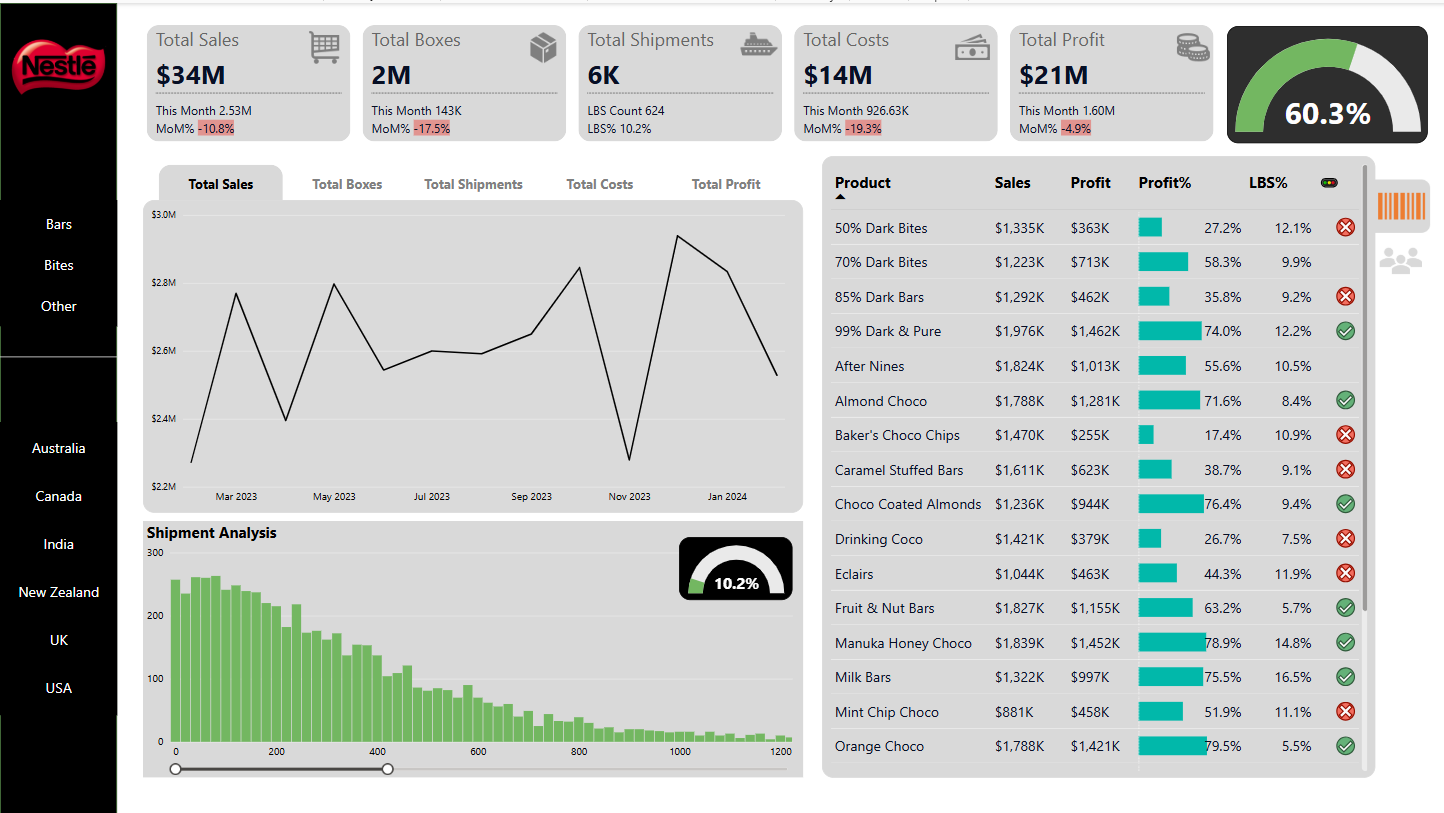 Nestlé
Total Sales
$34M
This Month 2.53M
MoM% -10.8%
Total Boxes
2M
This Month 143K
MoM% -17.5%
Total Shipments
6K
LBS Count 624
LBS% 10.2%
Total Costs
$14M
This Month 926.63K
MoM% -19.3%
Total Profit
$21M
This Month 1.60M
MoM% -4.9%
60.3%
Bars
Bites
Other
Australia
Canada
India
New Zealand
UK
USA
Total Sales Total Boxes Total Shipments Total Costs Total Profit
$3.0M
$2.8M
$2.6M
$2.4M
$2.2M
Mar 2023 May 2023 Jul 2023 Sep 2023 Nov 2023 Jan 2024
Shipment Analysis
10.2%
300
200
100
0
0 200 400 600 800 1000 1200
Product Sales Profit Profit% LBS%
50% Dark Bites $1,335K $363K 27.2% 12.1%
70% Dark Bites $1,223K $713K 58.3% 9.9%
85% Dark Bars $1,292K $462K 35.8% 9.2%
99% Dark & Pure $1,976K $1,462K 74.0% 12.2%
After Nines $1,824K $1,013K 55.6% 10.5%
Almond Choco $1,788K $1,281K 71.6% 8.4%
Baker's Choco Chips $1,470K $255K 17.4% 10.9%
Caramel Stuffed Bars $1,611K $623K 38.7% 9.1%
Choco Coated Almonds $1,236K $944K 76.4% 9.4%
Drinking Coco $1,421K $379K 26.7% 7.5%
Eclairs $1,044K $463K 44.3% 11.9%
Fruit & Nut Bars $1,827K $1,155K 63.2% 5.7%
Manuka Honey Choco $1,839K $1,452K 78.9% 14.8%
Milk Bars $1,322K $997K 75.5% 16.5%
Mint Chip Choco $881K $458K 51.9% 11.1%
Orange Choco $1,788K $1,421K 79.5% 5.5%